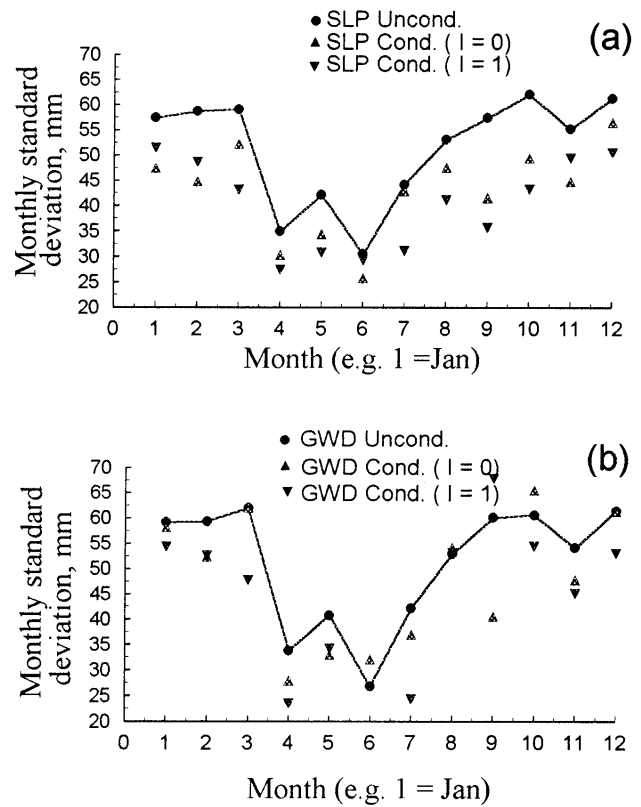 SLP Uncond.
SLP Cond. ( I = 0)
SLP Cond. ( I = 1)
(a)
Monthly standard
deviation, mm
70
65
60
55
50
45
40
35
30
25
20
0 1 2 3 4 5 6 7 8 9 10 11 12
Month (e.g. 1 =Jan)
GWD Uncond.
GWD Cond. ( I = 0)
GWD Cond. ( I = 1)
(b)
Monthly standard
deviation, mm
70
65
60
55
50
45
40
35
30
25
20
0 1 2 3 4 5 6 7 8 9 10 11 12
Month (e.g. 1 = Jan)